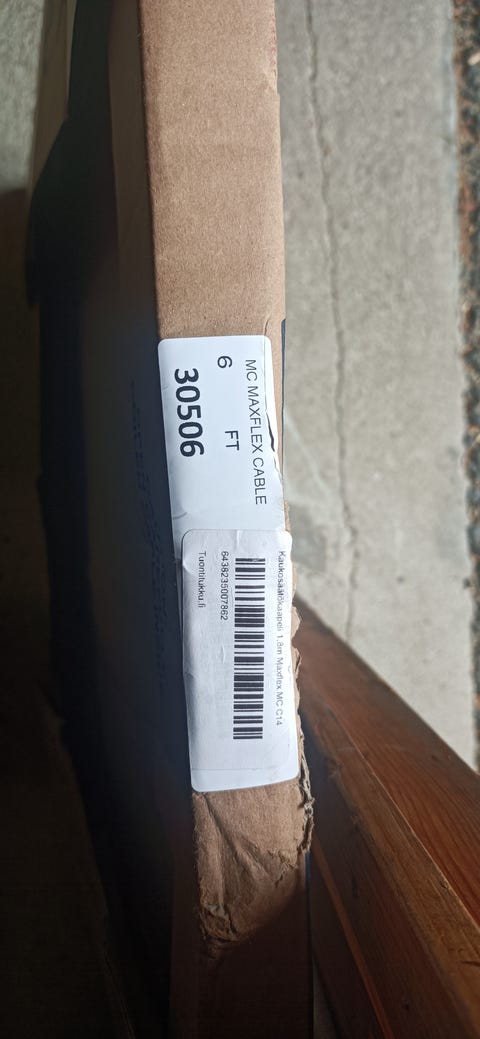 MC MAXFLEX CABLE
6 FT
30506
Kaukosäätökaapeli 1,8m Maxflex MC C14
6438235007862
Tuontitukku.fi